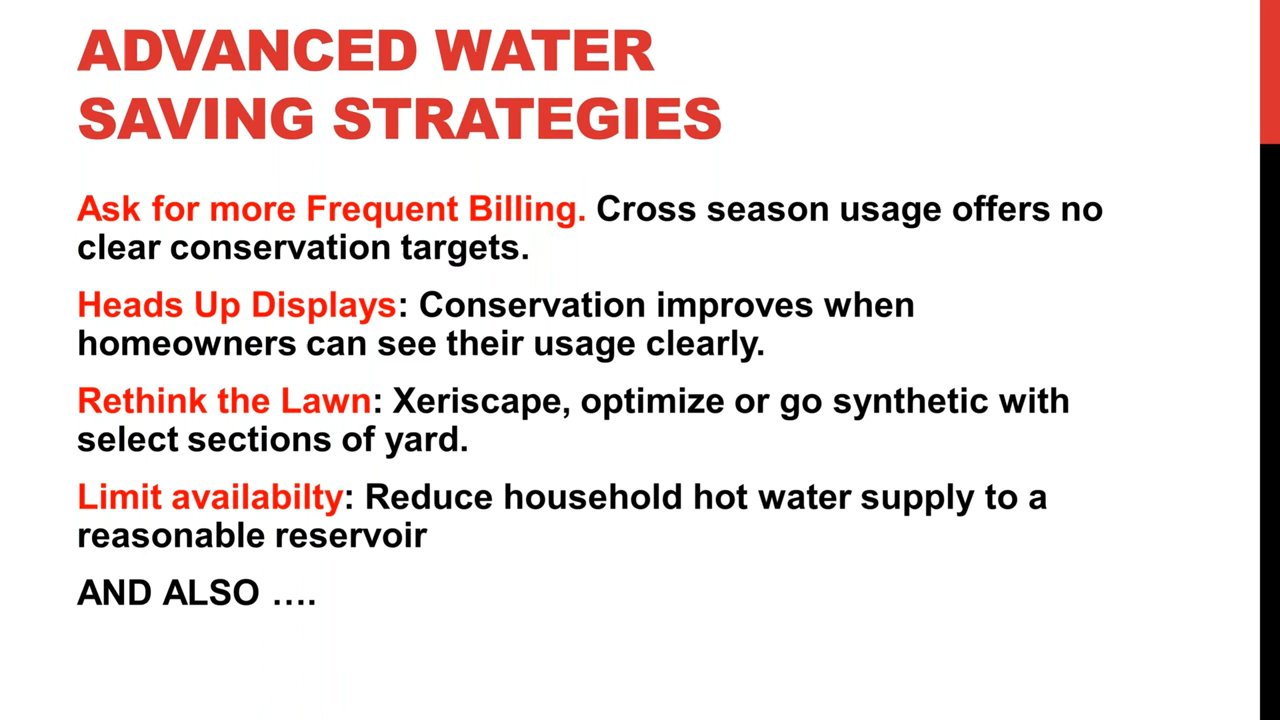 ADVANCED WATER
SAVING STRATEGIES
Ask for more Frequent Billing. Cross season usage offers no
clear conservation targets.
Heads Up Displays: Conservation improves when
homeowners can see their usage clearly.
Rethink the Lawn: Xeriscape, optimize or go synthetic with
select sections of yard.
Limit availabilty: Reduce household hot water supply to a
reasonable reservoir
AND ALSO ....